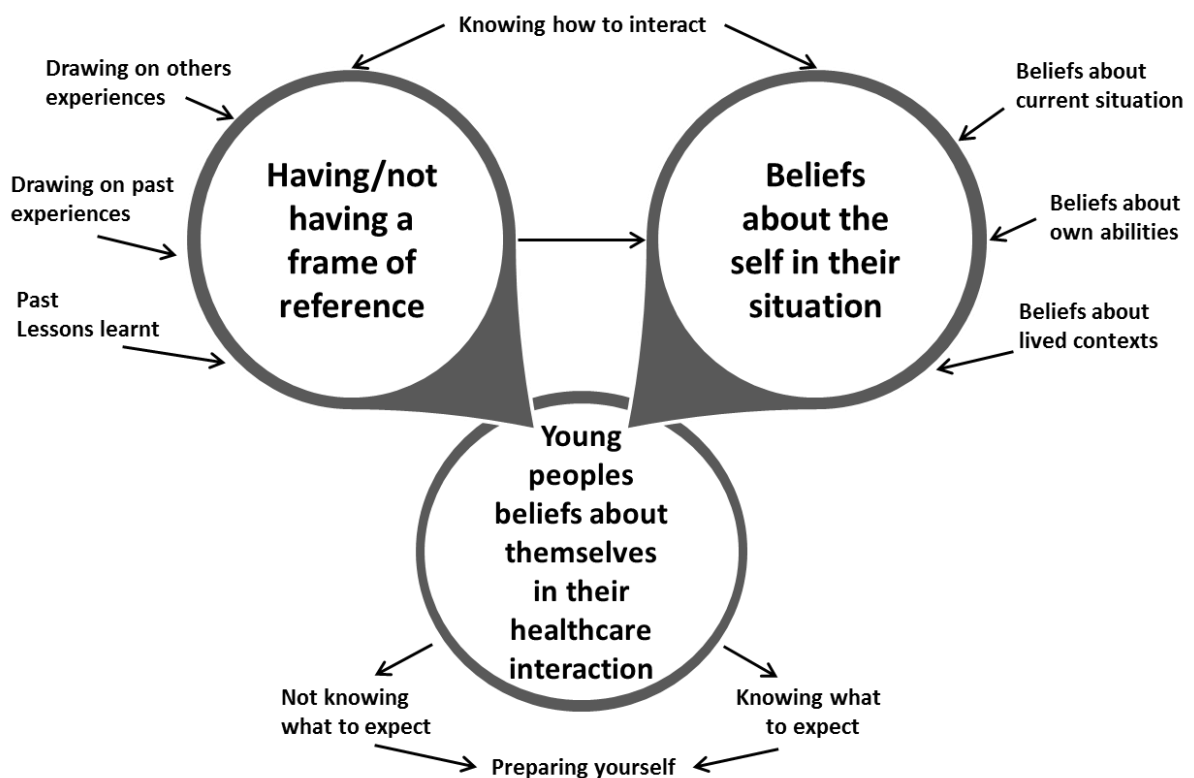 Knowing how to interact
Drawing on others
experiences
Drawing on past
experiences
Past
Lessons learnt
Having/not
having a
frame of
reference
Beliefs
about the
self in their
situation
Beliefs about
current situation
Beliefs about
own abilities
Beliefs about
lived contexts
Young
peoples
beliefs about
themselves
in their
healthcare
interaction
Not knowing
what to expect
Knowing what
to expect
Preparing yourself